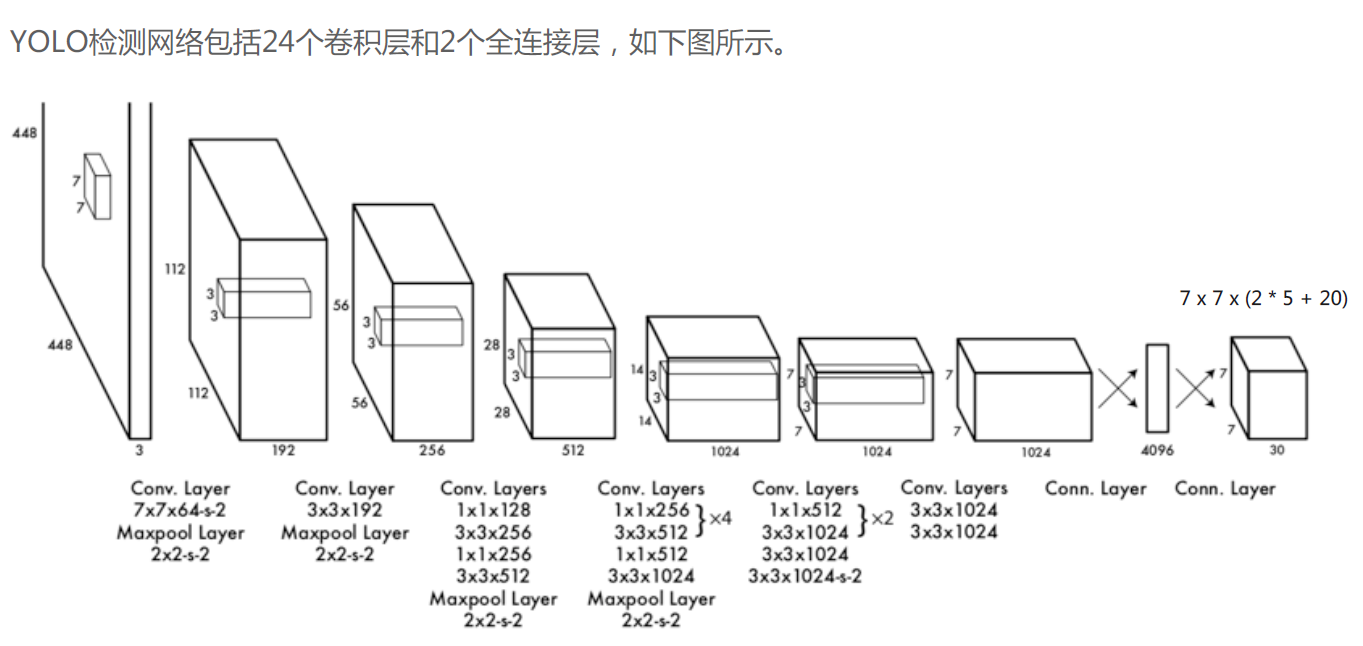 YOLO检测网络包括24个卷积层和2个全连接层，如下图所示。
448
7
7
448
3
112
3
3
112
192
56
3
3
56
256
28
3
3
28
512
14
3
3
14
1024
7
3
3
7
1024
7
7
1024
4096
7 x 7 x (2 * 5 + 20)
7
7
30
Conv. Layer
7x7x64-s-2
Maxpool Layer
2x2-s-2
Conv. Layer
3x3x192
Maxpool Layer
2x2-s-2
Conv. Layers
1x1x128
3x3x256
1x1x256
3x3x512
Maxpool Layer
2x2-s-2
Conv. Layers
1x1x256
3x3x512
}×4
1x1x512
3x3x1024
Maxpool Layer
2x2-s-2
Conv. Layers
1x1x512
3x3x1024
}×2
3x3x1024
3x3x1024-s-2
Conv. Layers
3x3x1024
3x3x1024
Conn. Layer
Conn. Layer